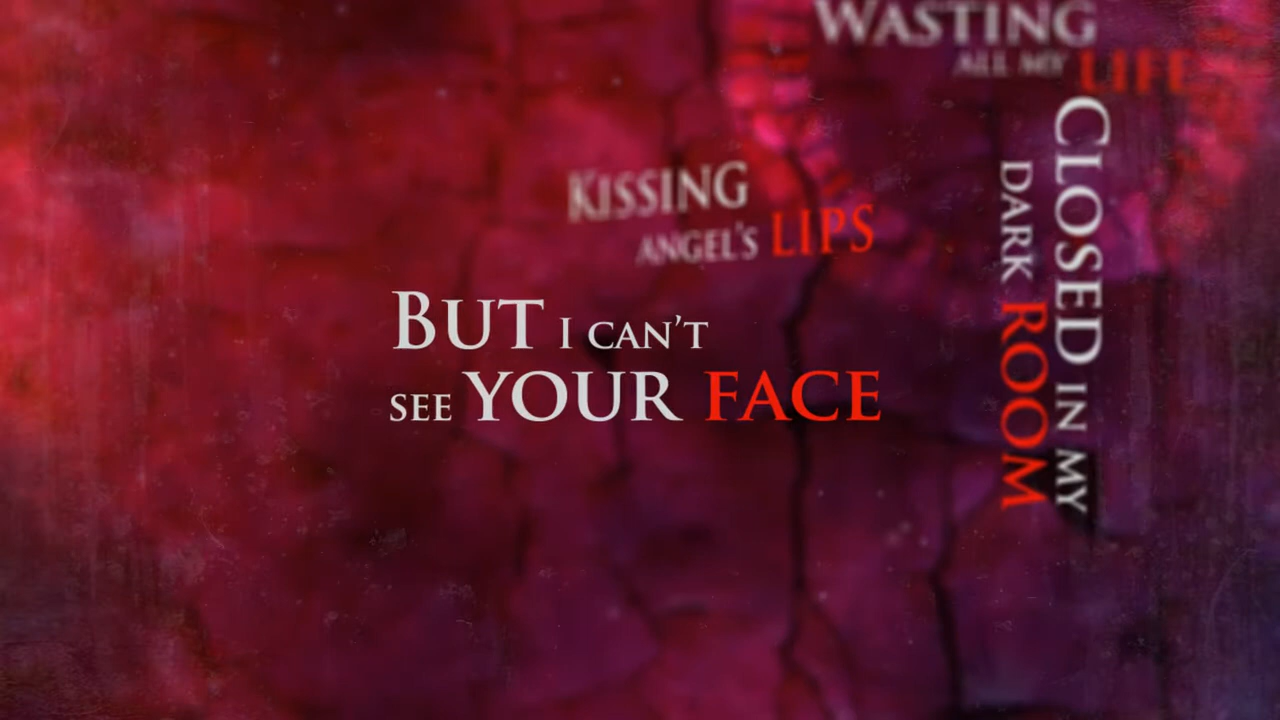 Wasting
all my life
Closed in my
dark room
Kissing
angel's lips
But I can't
see your face